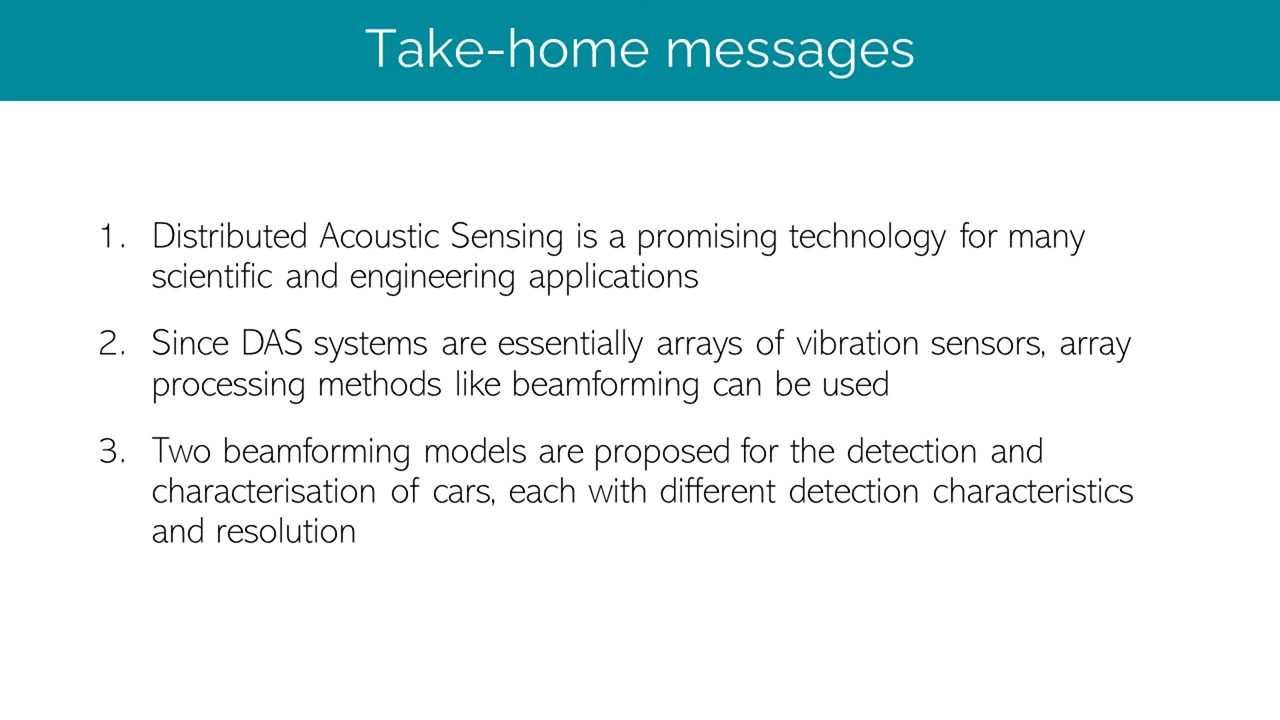 Take-home messages
1. Distributed Acoustic Sensing is a promising technology for many
scientific and engineering applications
2. Since DAS systems are essentially arrays of vibration sensors, array
processing methods like beamforming can be used
3. Two beamforming models are proposed for the detection and
characterisation of cars, each with different detection characteristics
and resolution